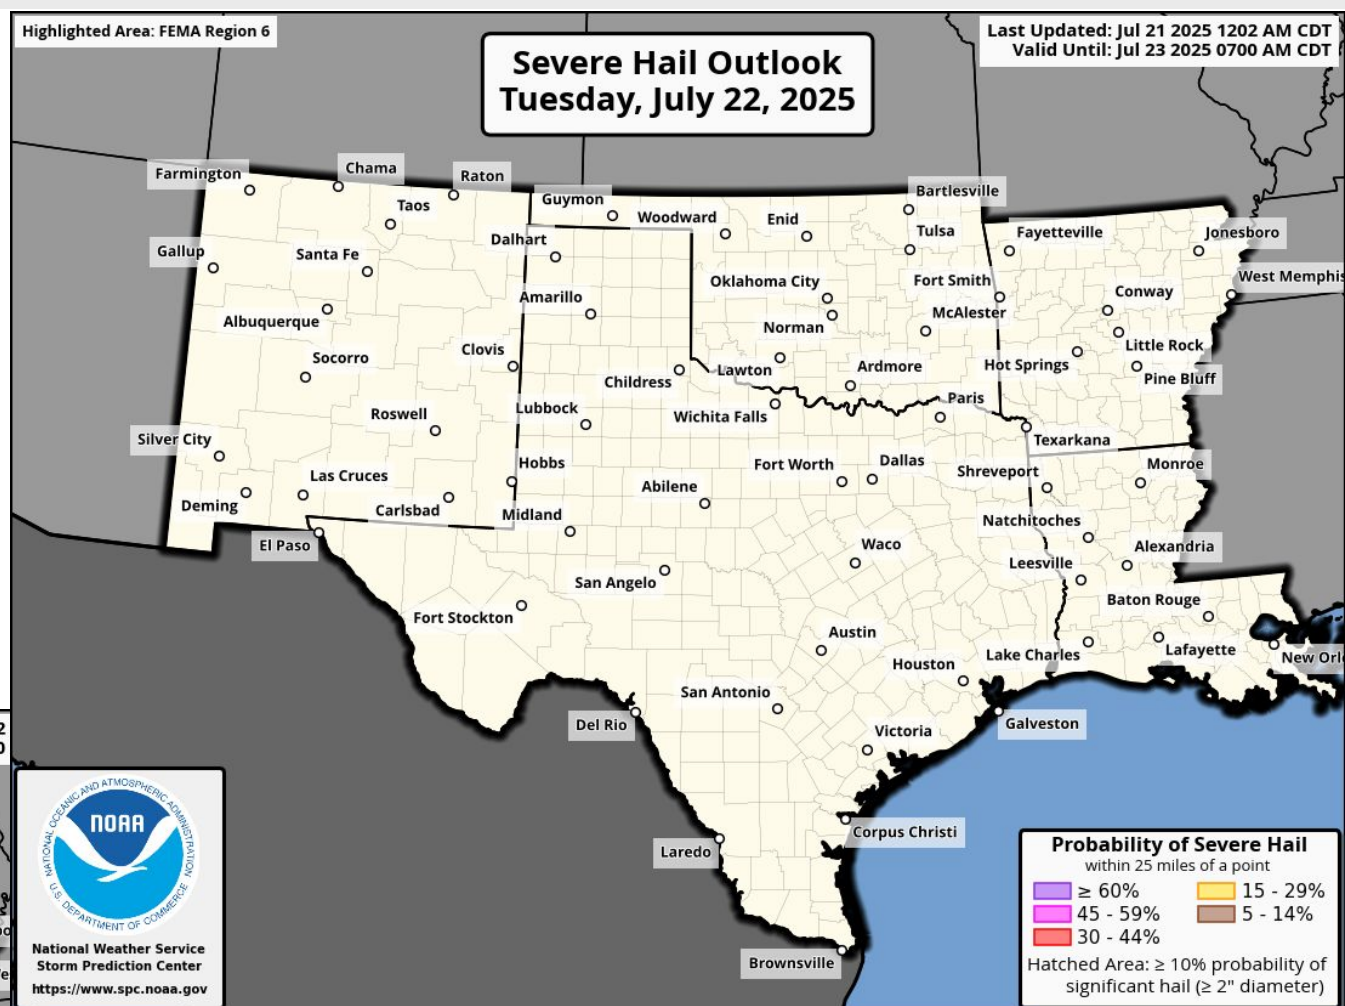 Highlighted Area: FEMA Region 6
Severe Hail Outlook
Tuesday, July 22, 2025
Last Updated: Jul 21 2025 1202 AM CDT
Valid Until: Jul 23 2025 0700 AM CDT
Farmington
Chama
Raton
Taos
Guymon
Woodward
Enid
Bartlesville
Tulsa
Fayetteville
Jonesboro
Gallup
Santa Fe
Dalhart
Oklahoma City
Fort Smith
West Memphis
Albuquerque
Amarillo
Norman
McAlester
Conway
Socorro
Clovis
Childress
Lawton
Ardmore
Hot Springs
Little Rock
Pine Bluff
Roswell
Lubbock
Wichita Falls
Paris
Silver City
Texarkana
Las Cruces
Hobbs
Abilene
Fort Worth
Dallas
Shreveport
Monroe
Deming
Carlsbad
Midland
Natchitoches
El Paso
San Angelo
Waco
Leesville
Alexandria
Fort Stockton
Baton Rouge
Austin
Houston
Lake Charles
Lafayette
New Orl
San Antonio
Del Rio
Victoria
Galveston
Corpus Christi
Laredo
Brownsville
2
0
NATIONAL OCEANIC AND ATMOSPHERIC ADMINISTRATION
NOAA
U.S. DEPARTMENT OF COMMERCE
National Weather Service
Storm Prediction Center
https://www.spc.noaa.gov
Probability of Severe Hail
within 25 miles of a point
≥ 60%
15 - 29%
45 - 59%
5 - 14%
30 - 44%
Hatched Area: ≥ 10% probability of
significant hail (≥ 2" diameter)